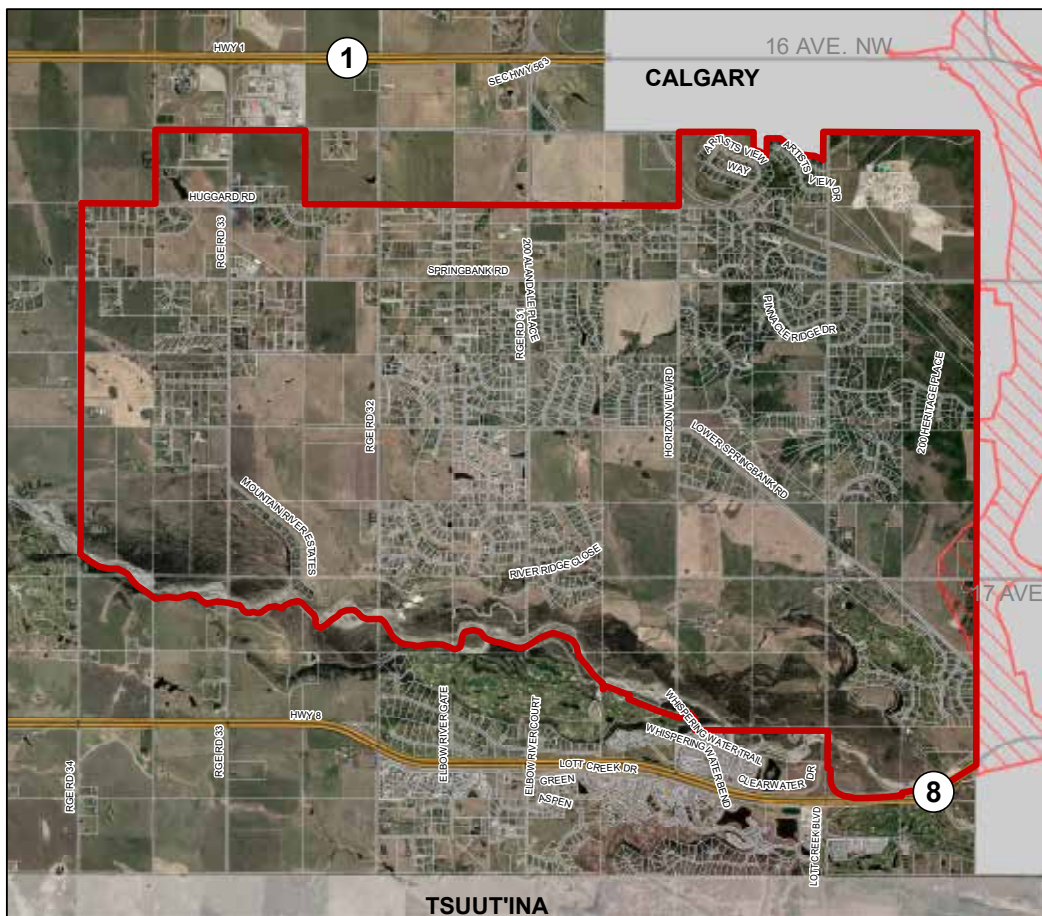 16 AVE. NW
HWY 1
1
SEC HWY 563
CALGARY
ARTISTS VIEW
WAY
ARTISTS VIEW DR
HUGGARD RD
RGE RD 33
SPRINGBANK RD
200 ALANDALE PLACE
RGE RD 31
PINNACLE RIDGE DR
RGE RD 32
HORIZON VIEW RD
200 HERITAGE PLACE
LOWER SPRINGBANK RD
MOUNTAIN RIVER ESTATES
RIVER RIDGE CLOSE
17 AVE
WHISPERING WATER TRAIL
WHISPERING WATER BEND
HWY 8
ELBOW RIVER GATE
ELBOW RIVER COURT
RGE RD 33
RGE RD 34
LOTT CREEK DR
GREEN
ASPEN
CLEARWATER DR
8
LOTT CREEK BLVD
TSUUT'INA